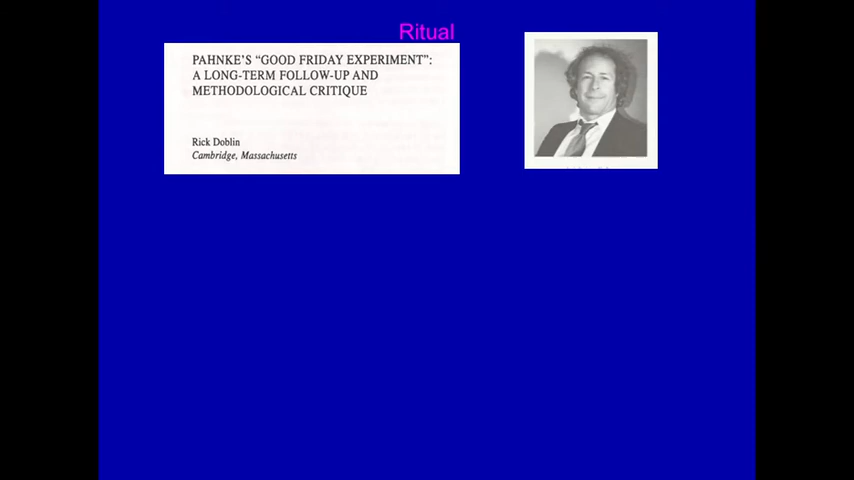 Ritual
PAHNKE'S "GOOD FRIDAY EXPERIMENT":
A LONG-TERM FOLLOW-UP AND
METHODOLOGICAL CRITIQUE
Rick Doblin
Cambridge, Massachusetts